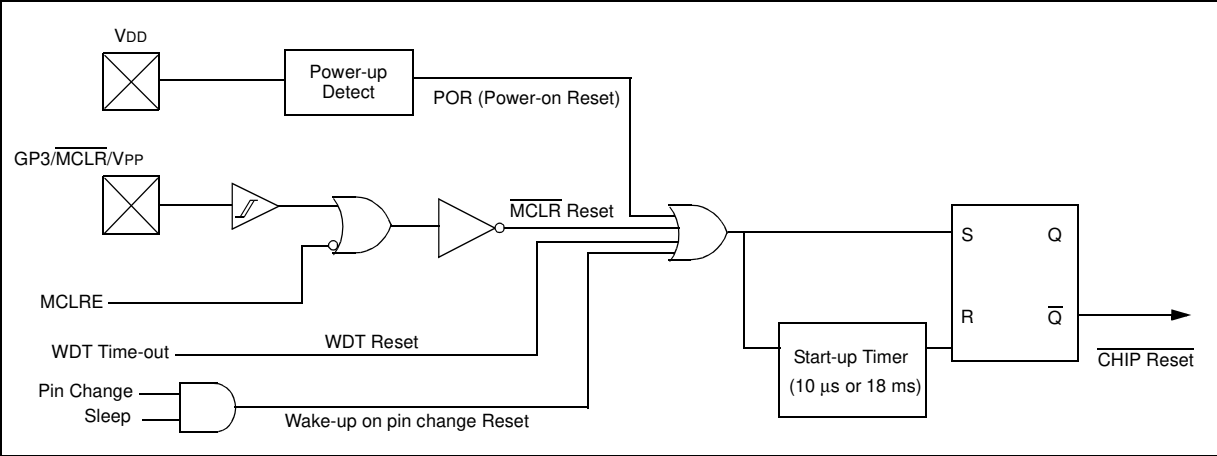 VDD
Power-up
Detect
POR (Power-on Reset)
GP3/MCLR/VPP
MCLR Reset
MCLRE
WDT Time-out
WDT Reset
Pin Change
Sleep
Wake-up on pin change Reset
S
Q
R
Q
Start-up Timer
(10 µs or 18 ms)
CHIP Reset